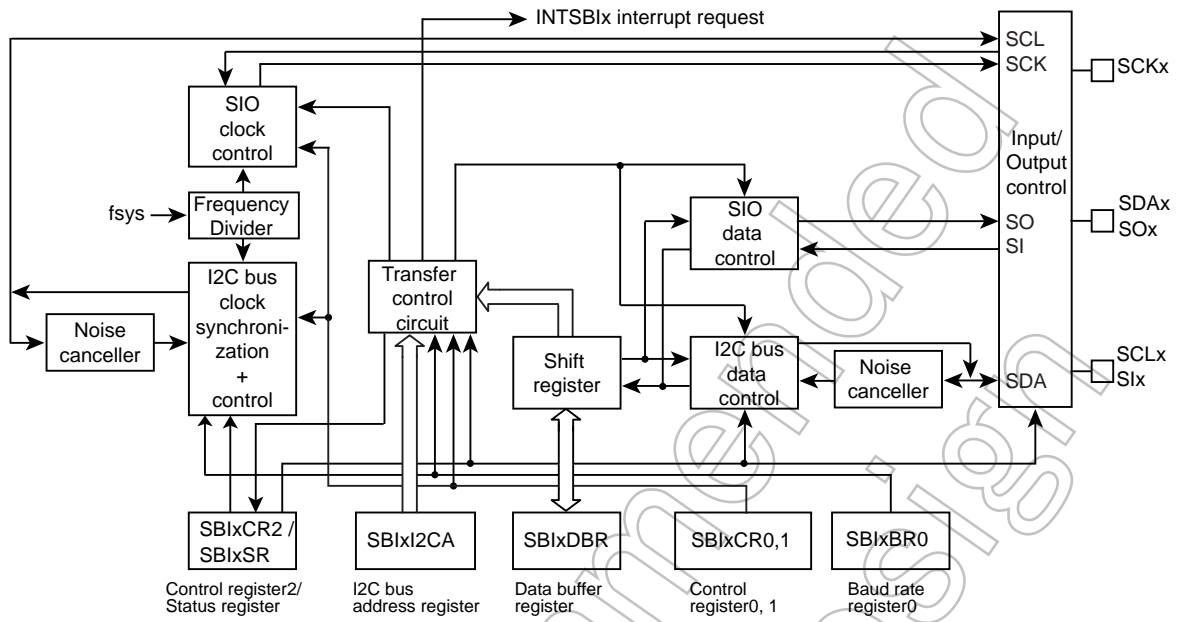 INTSBIx interrupt request
SCL
SCK
SCKx
SIO
clock
control
Input/
Output
control
fsys
Frequency
Divider
SIO
data
control
SO
SI
SDAx
SOx
I2C bus
clock
synchroni-
zation
+
control
Noise
canceller
Transfer
control
circuit
Shift
register
I2C bus
data
control
Noise
canceller
SDA
SCLx
SIx
SBIxCR2 /
SBIxSR
SBIxI2CA
SBIxDBR
SBIxCR0,1
SBIxBR0
Control register2/
Status register
I2C bus
address register
Data buffer
register
Control
register0, 1
Baud rate
register0